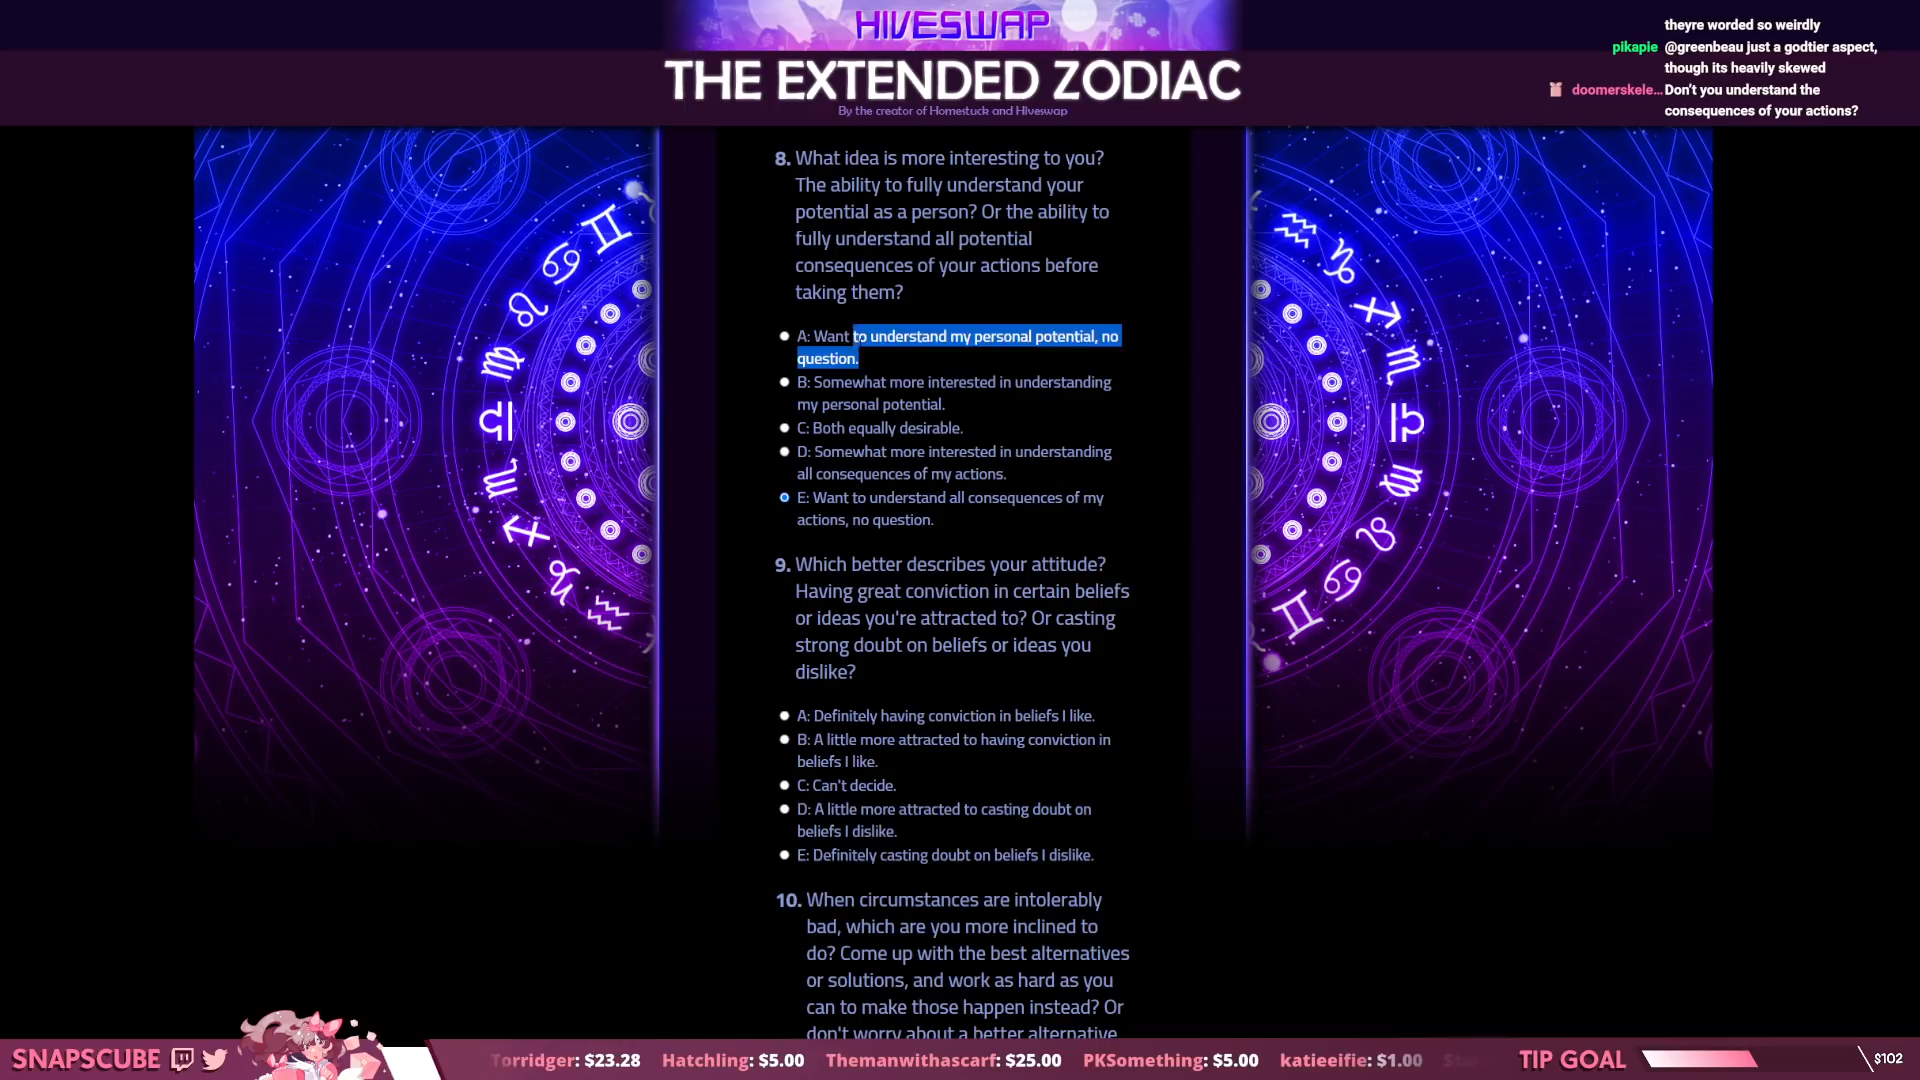 HIVESWAP
THE EXTENDED ZODIAC
By the creator of Homestuck and Hiveswap
theyre worded so weirdly
pikapie @greenbeau just a godtier aspect,
though its heavily skewed
doomerskele... Don't you understand the
consequences of your actions?
8. What idea is more interesting to you?
The ability to fully understand your
potential as a person? Or the ability to
fully understand all potential
consequences of your actions before
taking them?
A: Want to understand my personal potential, no
question.
B: Somewhat more interested in understanding
my personal potential.
C: Both equally desirable.
D: Somewhat more interested in understanding
all consequences of my actions.
E: Want to understand all consequences of my
actions, no question.
9. Which better describes your attitude?
Having great conviction in certain beliefs
or ideas you're attracted to? Or casting
strong doubt on beliefs or ideas you
dislike?
A: Definitely having conviction in beliefs I like.
B: A little more attracted to having conviction in
beliefs I like.
C: Can't decide.
D: A little more attracted to casting doubt on
beliefs I dislike.
E: Definitely casting doubt on beliefs I dislike.
10. When circumstances are intolerably
bad, which are you more inclined to
do? Come up with the best alternatives
or solutions, and work as hard as you
can to make those happen instead? Or
don't worry about a better alternative
SNAPSCUBE
Torridger: $23.28 Hatchling: $5.00 Themanwithascarf: $25.00 PKSomething: $5.00 katieeifie: $1.00
TIP GOAL
$102